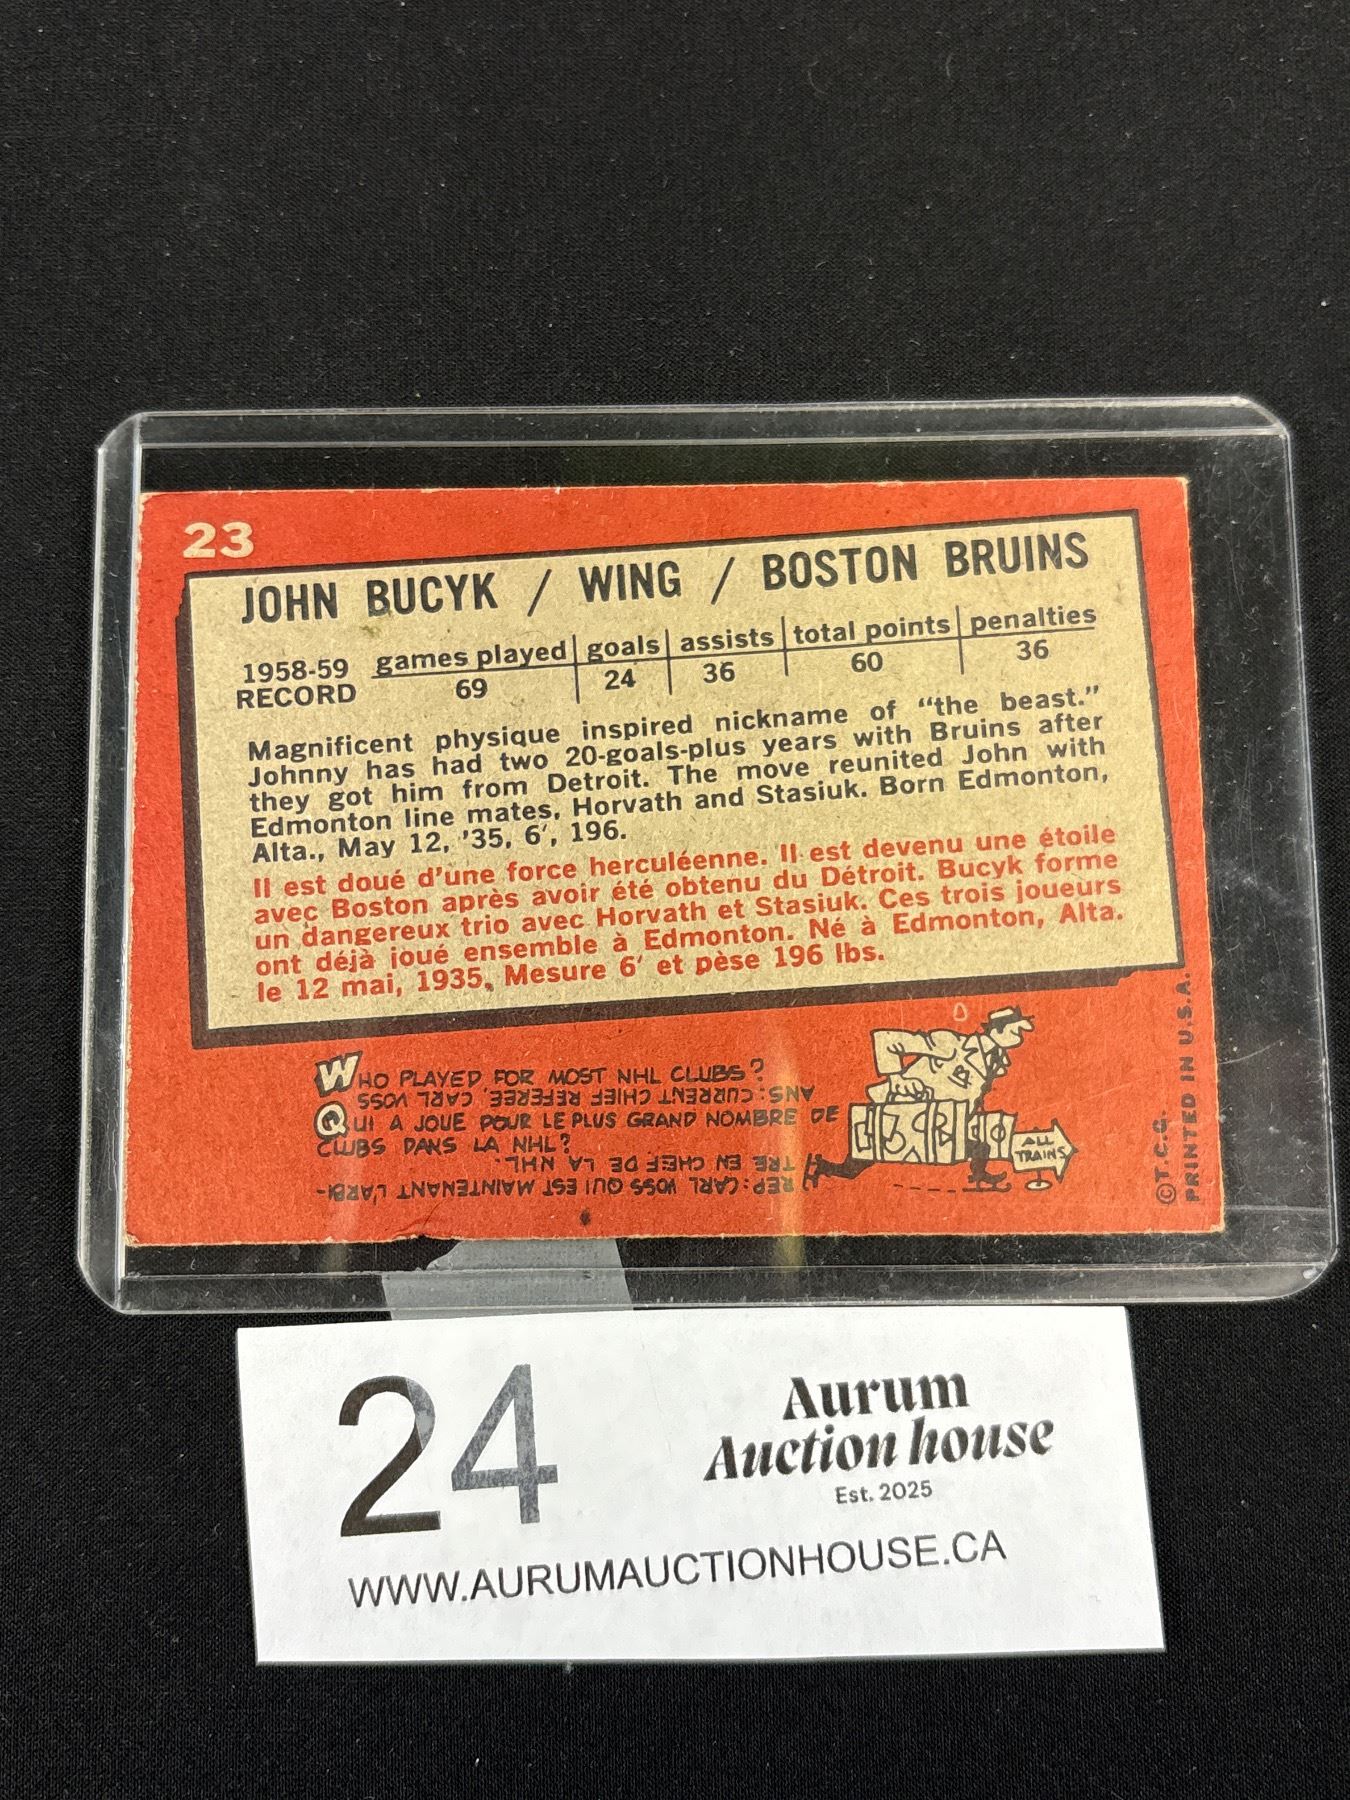 23
JOHN BUCYK / WING / BOSTON BRUINS
1958-59 RECORD games played goals assists total points penalties
69 24 36 60 36
Magnificent physique inspired nickname of “the beast.”
Johnny has had two 20-goals-plus years with Bruins after
they got him from Detroit. The move reunited John with
Edmonton line mates, Horvath and Stasiuk. Born Edmonton,
Alta., May 12, '35, 6′, 196.
Il est doué d'une force herculéenne. Il est devenu une étoile
avec Boston après avoir été obtenu du Détroit. Bucyk forme
un dangereux trio avec Horvath et Stasiuk. Ces trois joueurs
ont déjà joué ensemble à Edmonton. Né à Edmonton, Alta.
le 12 mai, 1935. Mesure 6′ et pèse 196 lbs.
WHO PLAYED FOR MOST NHL CLUBS?
ANS: CURRENT CHIEF REFEREE, CARL VOSS
QUI A JOUE POUR LE PLUS GRAND NOMBRE DE
CLUBS DANS LA NHL?
REP: CARL VOSS QUI EST MAINTENANT L'ARBI-
TRE EN CHEF DE LA NHL.
B
ALL
TRAINS
©T.C.G.
PRINTED IN U.S.A.
24
Aurum
Auction house
Est. 2025
WWW.AURUMAUCTIONHOUSE.CA